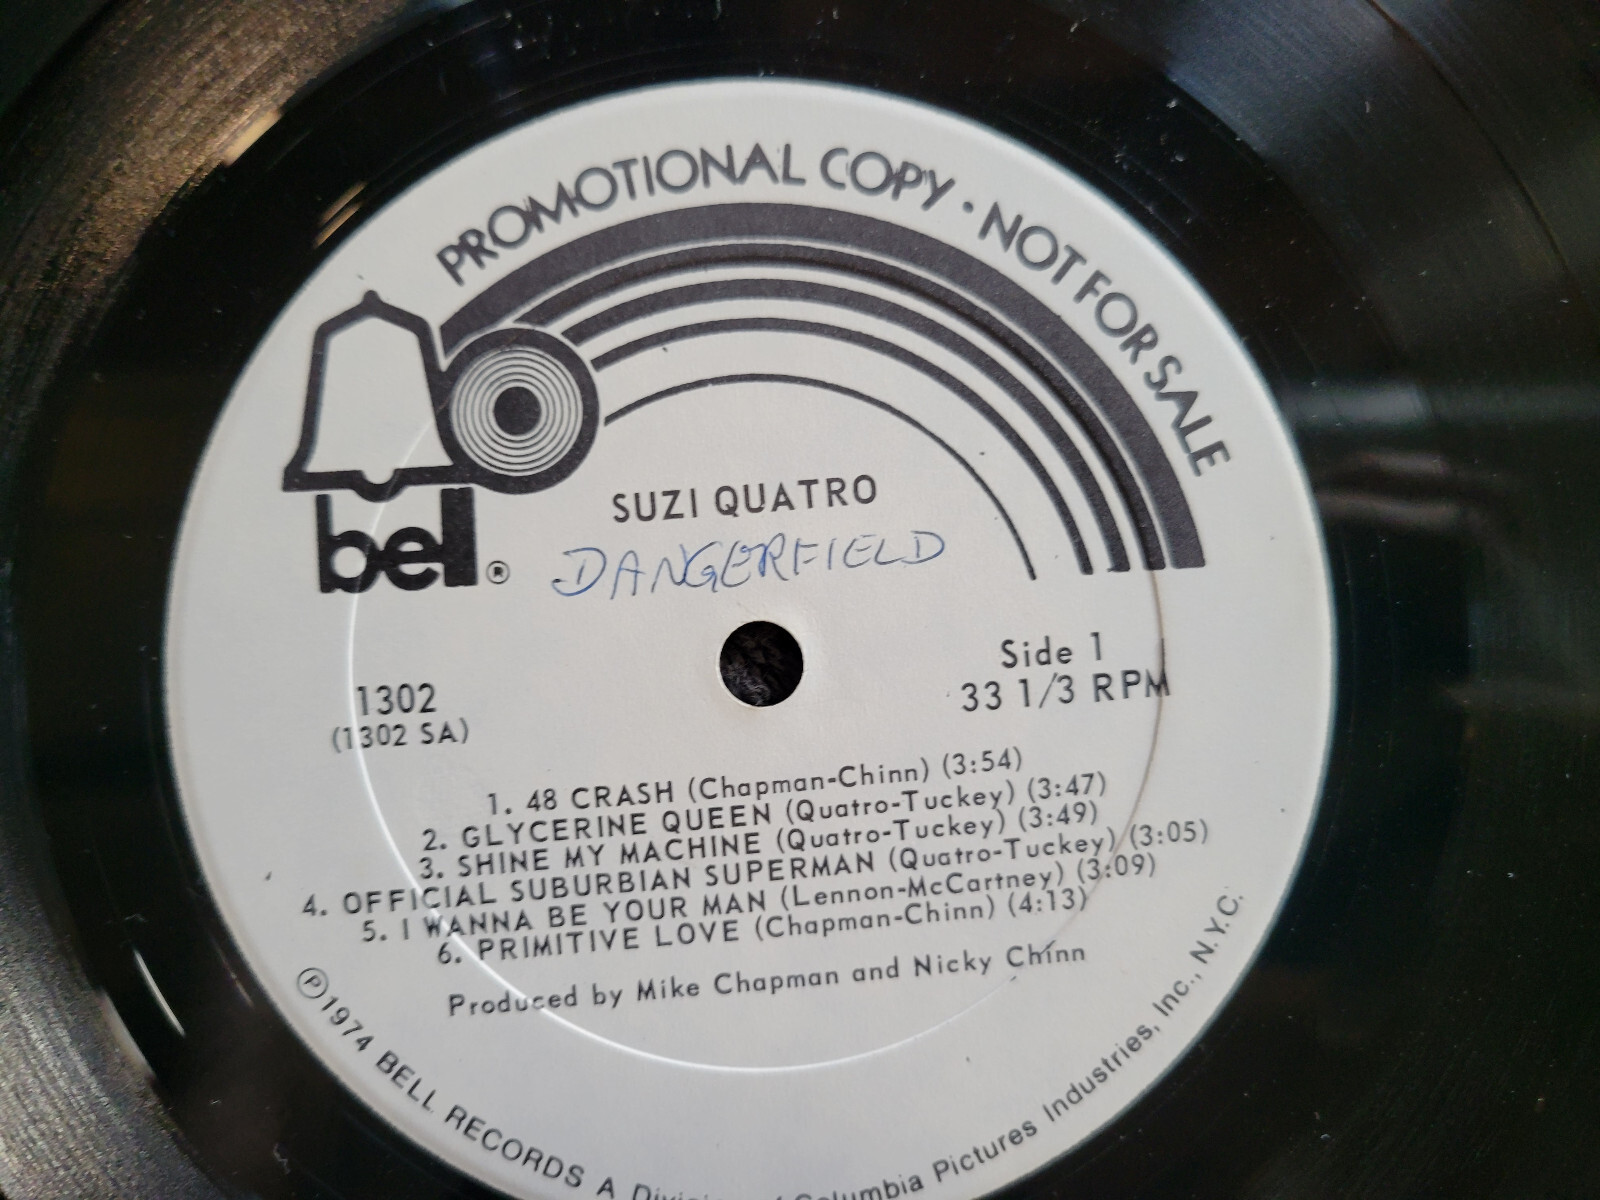 PROMOTIONAL COPY · NOT FOR SALE
bell®
SUZI QUATRO
DANGERFIELD
1302
(1302 SA)
Side 1
33 1/3 RPM
1. 48 CRASH (Chapman-Chinn) (3:54)
2. GLYCERINE QUEEN (Quatro-Tuckey) (3:47)
3. SHINE MY MACHINE (Quatro-Tuckey) (3:49)
4. OFFICIAL SUBURBIAN SUPERMAN (Quatro-Tuckey) (3:05)
5. I WANNA BE YOUR MAN (Lennon-McCartney) (3:09)
6. PRIMITIVE LOVE (Chapman-Chinn) (4:13)
Produced by Mike Chapman and Nicky Chinn
℗ 1974 BELL RECORDS A Division of Columbia Pictures Industries, Inc., N.Y.C.